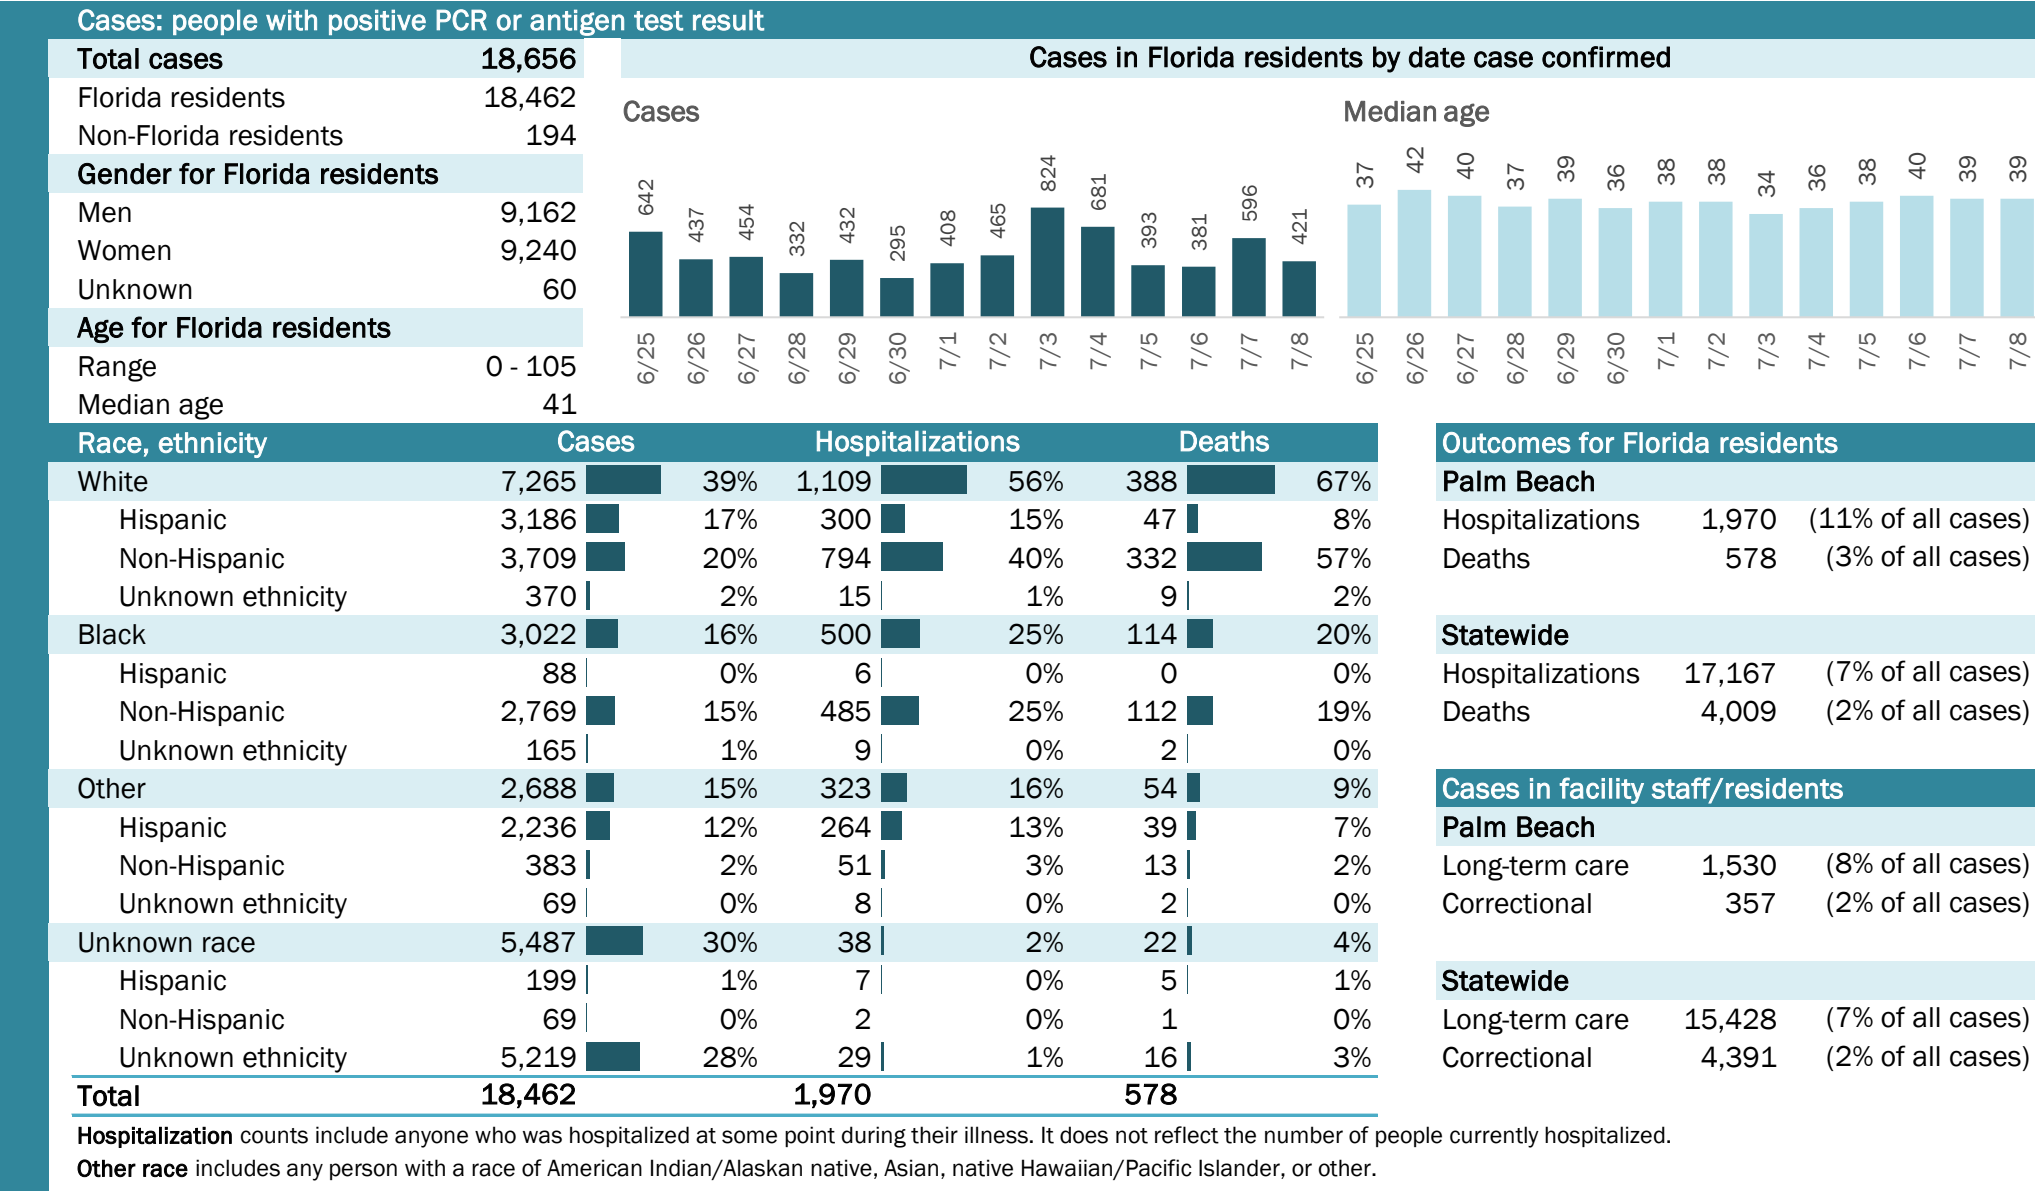 Cases: people with positive PCR or antigen test result
Total cases 18,656
Florida residents 18,462
Non-Florida residents 194
Gender for Florida residents
Men 9,162
Women 9,240
Unknown 60
Age for Florida residents
Range 0 - 105
Median age 41
Cases in Florida residents by date case confirmed
Cases
642 437 454 332 432 295 408 465 824 681 393 381 596 421
6/25 6/26 6/27 6/28 6/29 6/30 7/1 7/2 7/3 7/4 7/5 7/6 7/7 7/8
Median age
37 42 40 37 39 36 38 38 34 36 38 40 39 39
6/25 6/26 6/27 6/28 6/29 6/30 7/1 7/2 7/3 7/4 7/5 7/6 7/7 7/8
Race, ethnicity Cases Hospitalizations Deaths
White 7,265 39% 1,109 56% 388 67%
Hispanic 3,186 17% 300 15% 47 8%
Non-Hispanic 3,709 20% 794 40% 332 57%
Unknown ethnicity 370 2% 15 1% 9 2%
Black 3,022 16% 500 25% 114 20%
Hispanic 88 0% 6 0% 0 0%
Non-Hispanic 2,769 15% 485 25% 112 19%
Unknown ethnicity 165 1% 9 0% 2 0%
Other 2,688 15% 323 16% 54 9%
Hispanic 2,236 12% 264 13% 39 7%
Non-Hispanic 383 2% 51 3% 13 2%
Unknown ethnicity 69 0% 8 0% 2 0%
Unknown race 5,487 30% 38 2% 22 4%
Hispanic 199 1% 7 0% 5 1%
Non-Hispanic 69 0% 2 0% 1 0%
Unknown ethnicity 5,219 28% 29 1% 16 3%
Total 18,462 1,970 578
Outcomes for Florida residents
Palm Beach
Hospitalizations 1,970 (11% of all cases)
Deaths 578 (3% of all cases)
Statewide
Hospitalizations 17,167 (7% of all cases)
Deaths 4,009 (2% of all cases)
Cases in facility staff/residents
Palm Beach
Long-term care 1,530 (8% of all cases)
Correctional 357 (2% of all cases)
Statewide
Long-term care 15,428 (7% of all cases)
Correctional 4,391 (2% of all cases)
Hospitalization counts include anyone who was hospitalized at some point during their illness. It does not reflect the number of people currently hospitalized.
Other race includes any person with a race of American Indian/Alaskan native, Asian, native Hawaiian/Pacific Islander, or other.